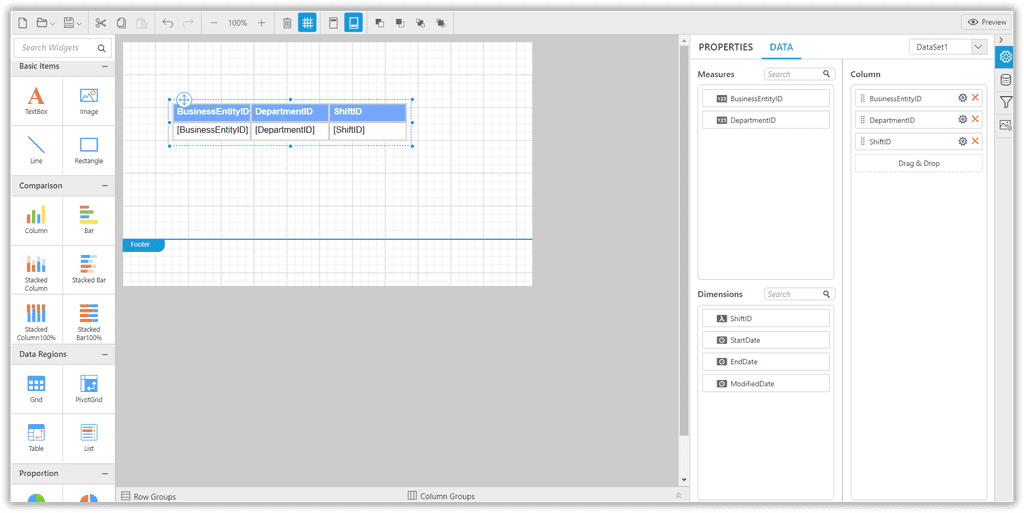 100%
Preview
Search Widgets
Basic Items
TextBox
Image
Line
Rectangle
Comparison
Column
Bar
Stacked
Column
Stacked Bar
Stacked
Column100%
Stacked
Bar100%
Data Regions
Grid
PivotGrid
Table
List
Proportion
BusinessEntityID DepartmentID ShiftID
[BusinessEntityID] [DepartmentID] [ShiftID]
Footer
Row Groups
Column Groups
PROPERTIES
DATA
DataSet1
Measures
Search
123 BusinessEntityID
123 DepartmentID
Dimensions
Search
ShiftID
StartDate
EndDate
ModifiedDate
Column
BusinessEntityID
DepartmentID
ShiftID
Drag & Drop